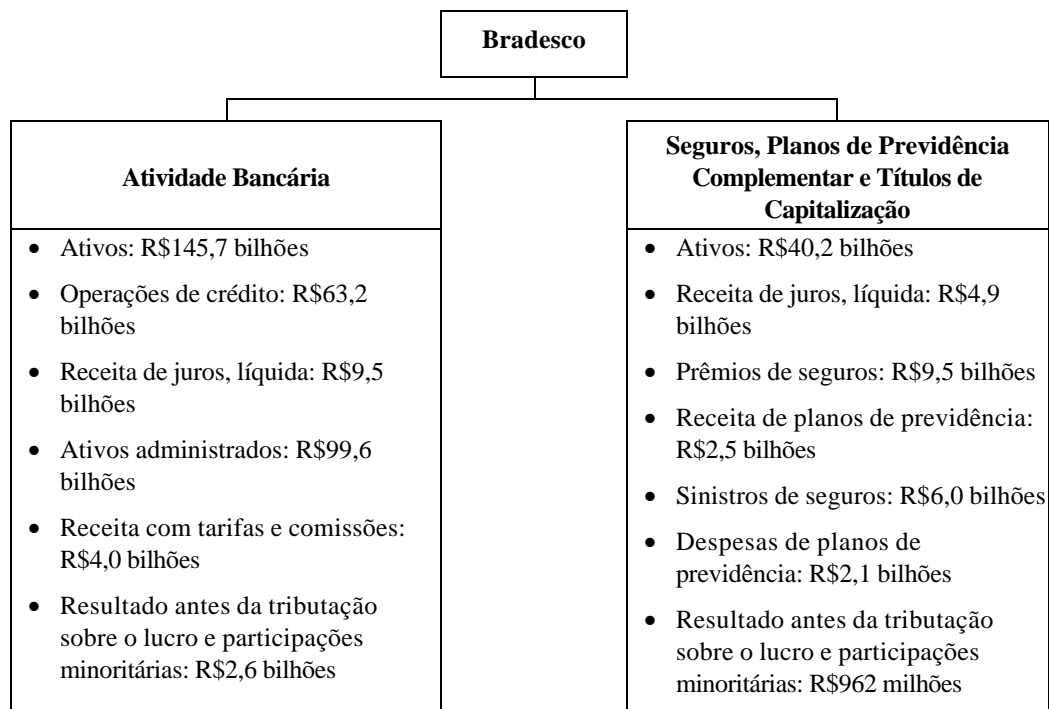 Bradesco
Atividade Bancária
• Ativos: R$145,7 bilhões
• Operações de crédito: R$63,2
bilhões
• Receita de juros, líquida: R$9,5
bilhões
• Ativos administrados: R$99,6
bilhões
• Receita com tarifas e comissões:
R$4,0 bilhões
• Resultado antes da tributação
sobre o lucro e participações
minoritárias: R$2,6 bilhões
Seguros, Planos de Previdência
Complementar e Títulos de
Capitalização
• Ativos: R$40,2 bilhões
• Receita de juros, líquida: R$4,9
bilhões
• Prêmios de seguros: R$9,5 bilhões
• Receita de planos de previdência:
R$2,5 bilhões
• Sinistros de seguros: R$6,0 bilhões
• Despesas de planos de
previdência: R$2,1 bilhões
• Resultado antes da tributação
sobre o lucro e participações
minoritárias: R$962 milhões